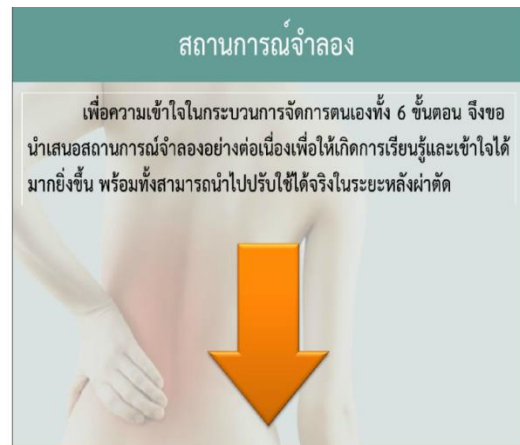 สถานการณ์จำลอง
เพื่อความเข้าใจในกระบวนการจัดการตนเองทั้ง 6 ขั้นตอน จึงขอ
นำเสนอสถานการณ์จำลองอย่างต่อเนื่องเพื่อให้เกิดการเรียนรู้และเข้าใจได้
มากยิ่งขึ้น พร้อมทั้งสามารถนำไปปรับใช้ได้จริงในระยะหลังผ่าตัด